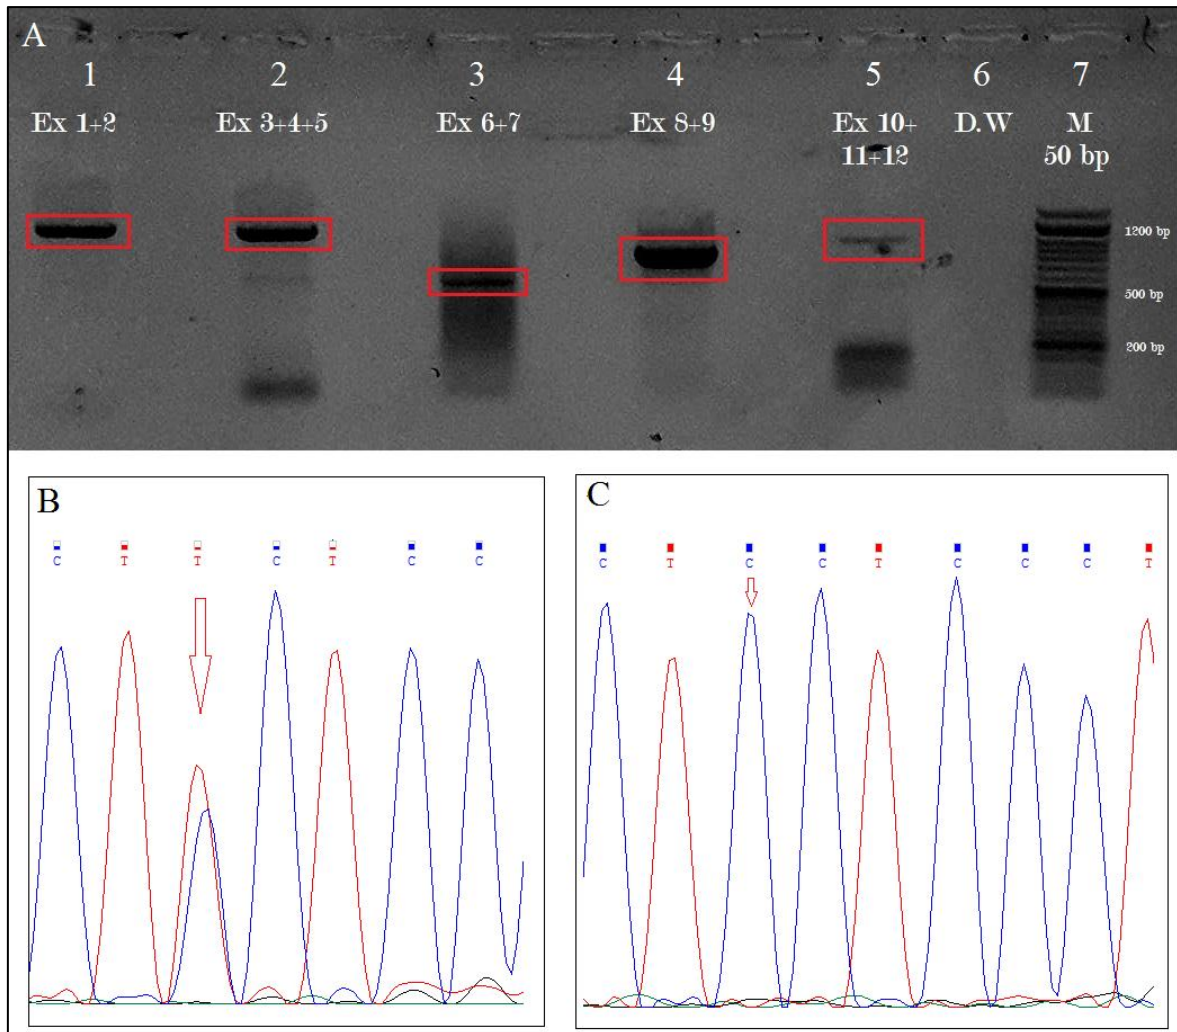 A
1 2 3 4 5 6 7
Ex 1+2 Ex 3+4+5 Ex 6+7 Ex 8+9 Ex 10+ D.W M
11+12 50 bp
1200 bp
500 bp
200 bp
B
C T T C T C C
C
C T C C T C C C T